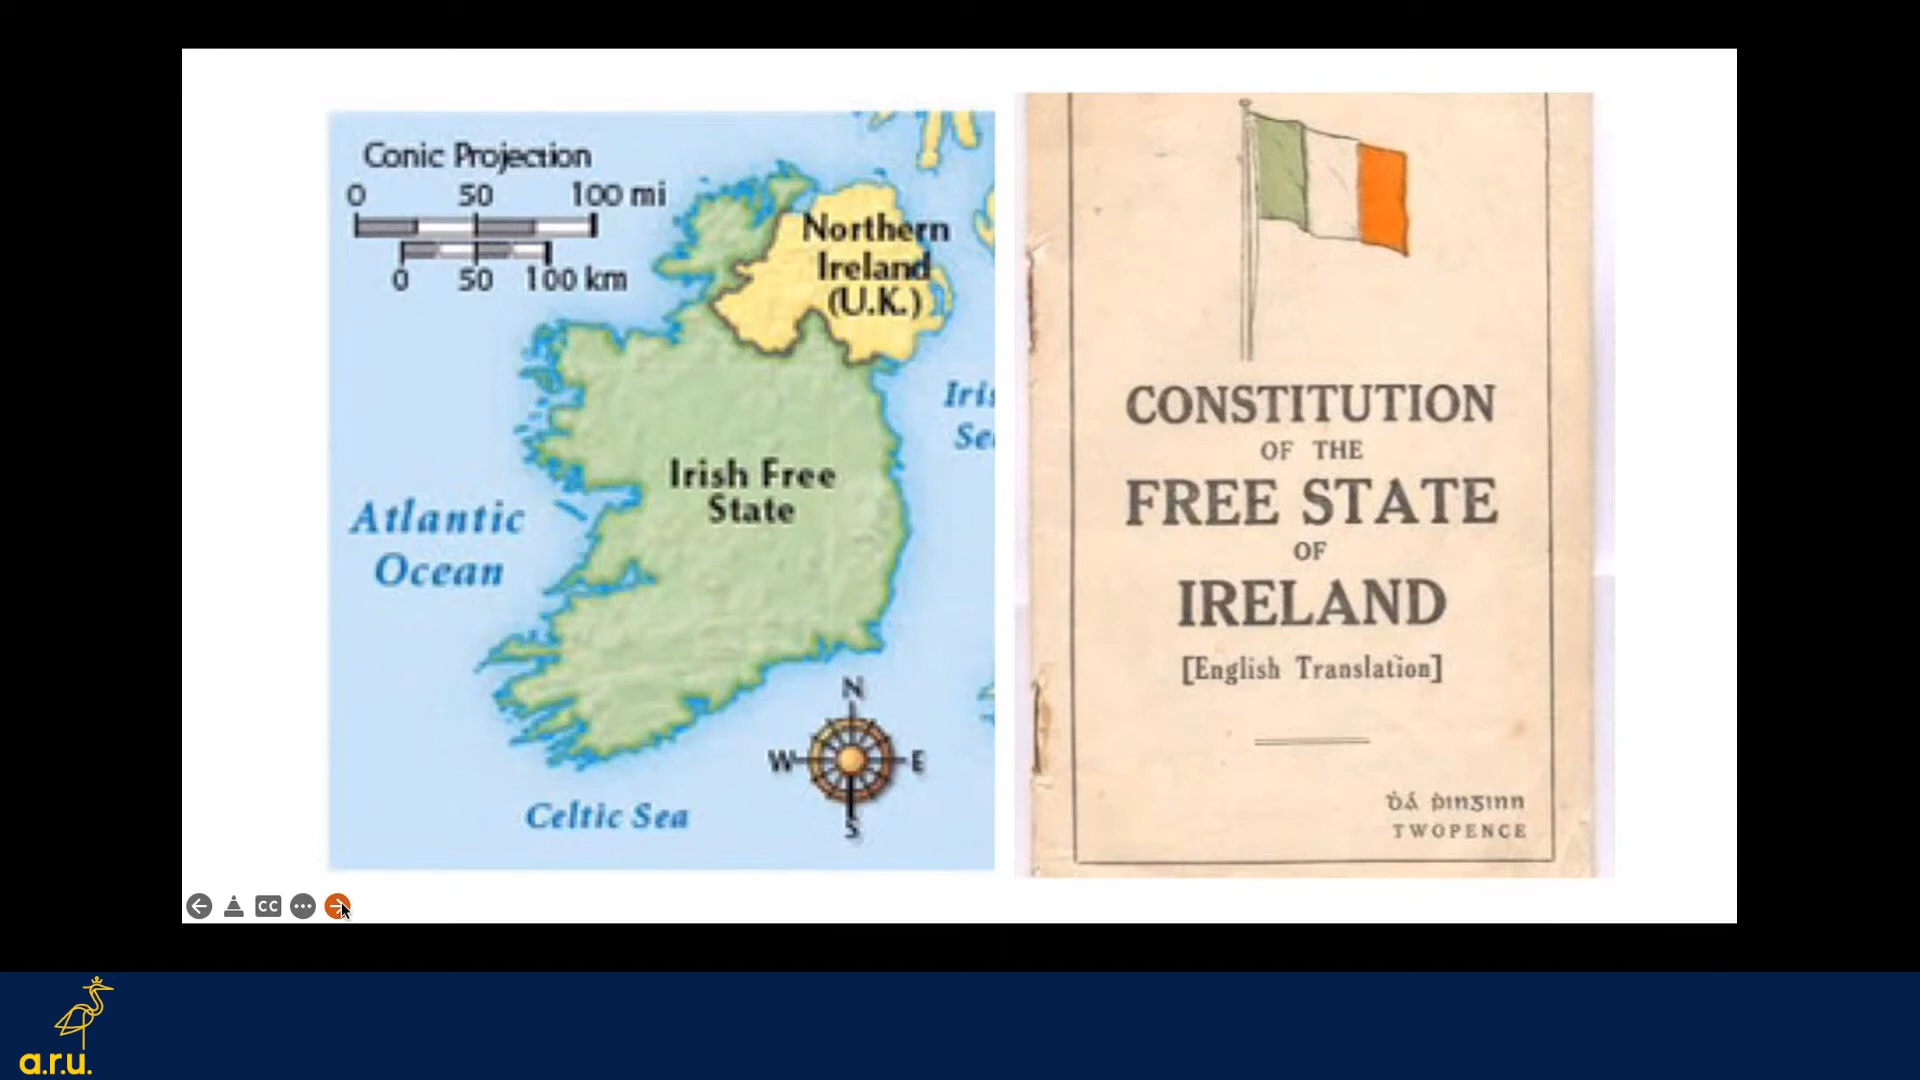 Conic Projection
0 50 100 mi
0 50 100 km
Northern
Ireland
(U.K.)
Irish Free
State
Atlantic
Ocean
Celtic Sea
N
W E
S
CONSTITUTION
OF THE
FREE STATE
OF
IRELAND
[English Translation]
ḋá ṗinginn
TWOPENCE
CC
a.r.u.